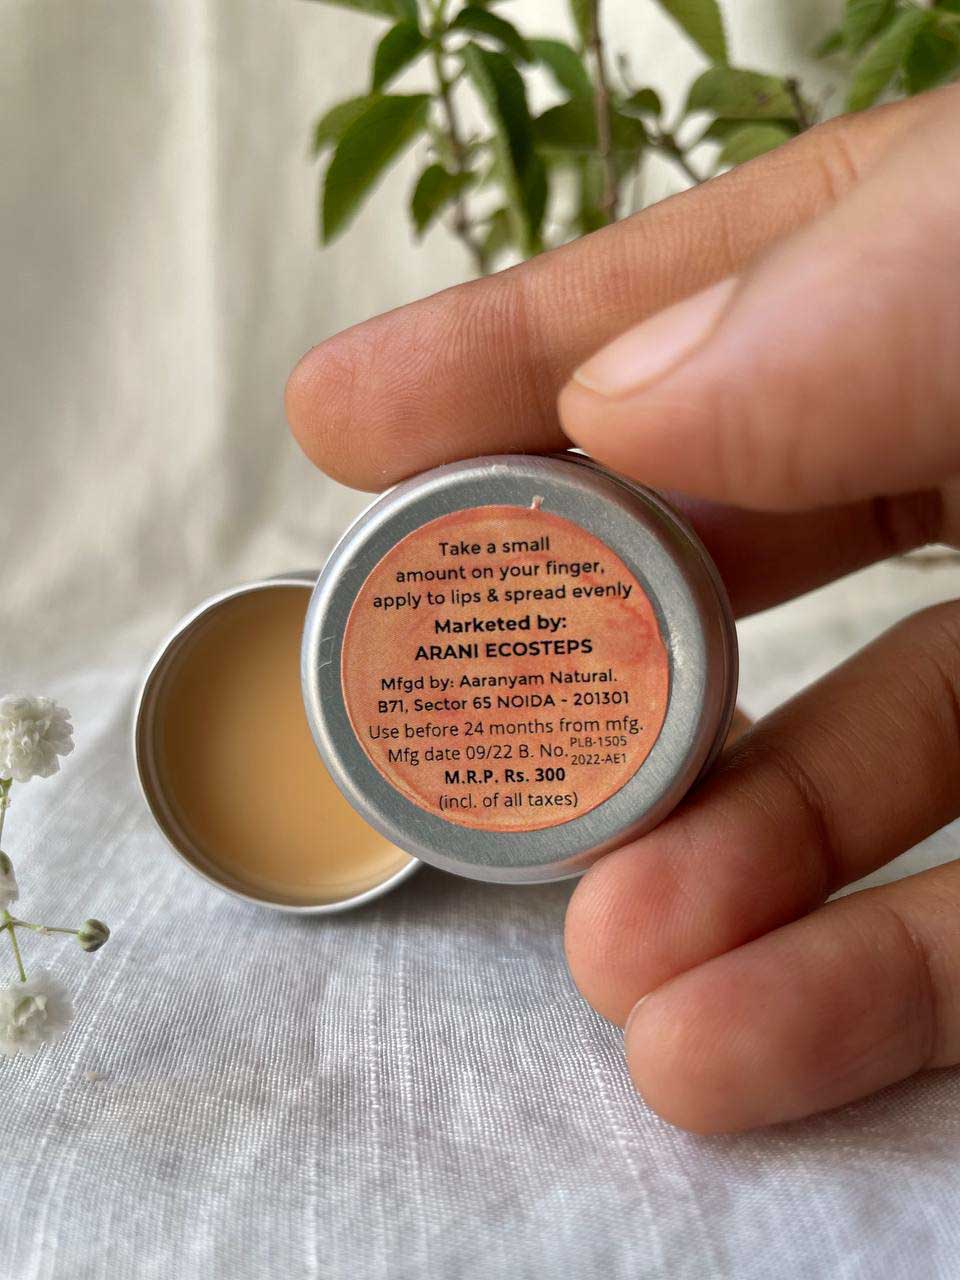 Take a small
amount on your finger,
apply to lips & spread evenly
Marketed by:
ARANI ECOSTEPS
Mfgd by: Aaranyam Natural.
B71, Sector 65 NOIDA - 201301
Use before 24 months from mfg.
Mfg date 09/22 B. No. PLB-1505
2022-AE1
M.R.P. Rs. 300
(incl. of all taxes)